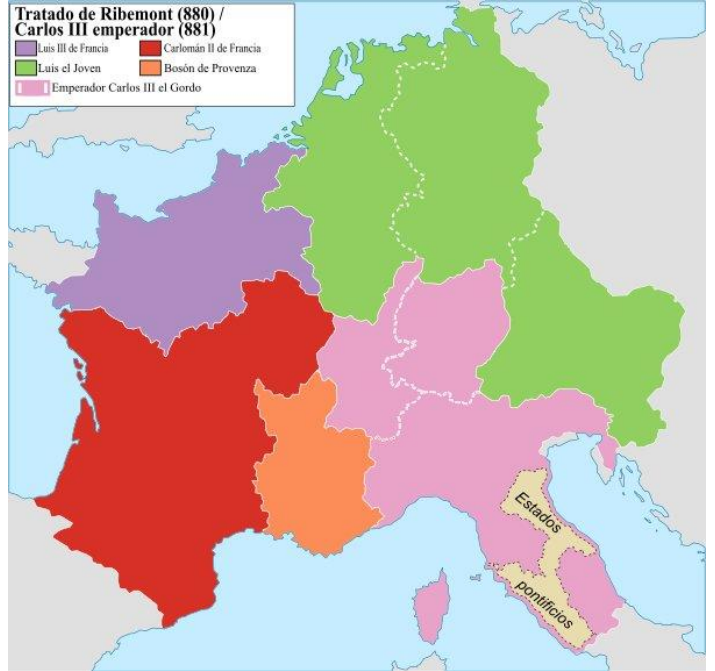 Tratado de Ribemont (880) /
Carlos III emperador (881)
Luis III de Francia
Carlomán II de Francia
Luis el Joven
Bosón de Provenza
Emperador Carlos III el Gordo
Estados
pontificios